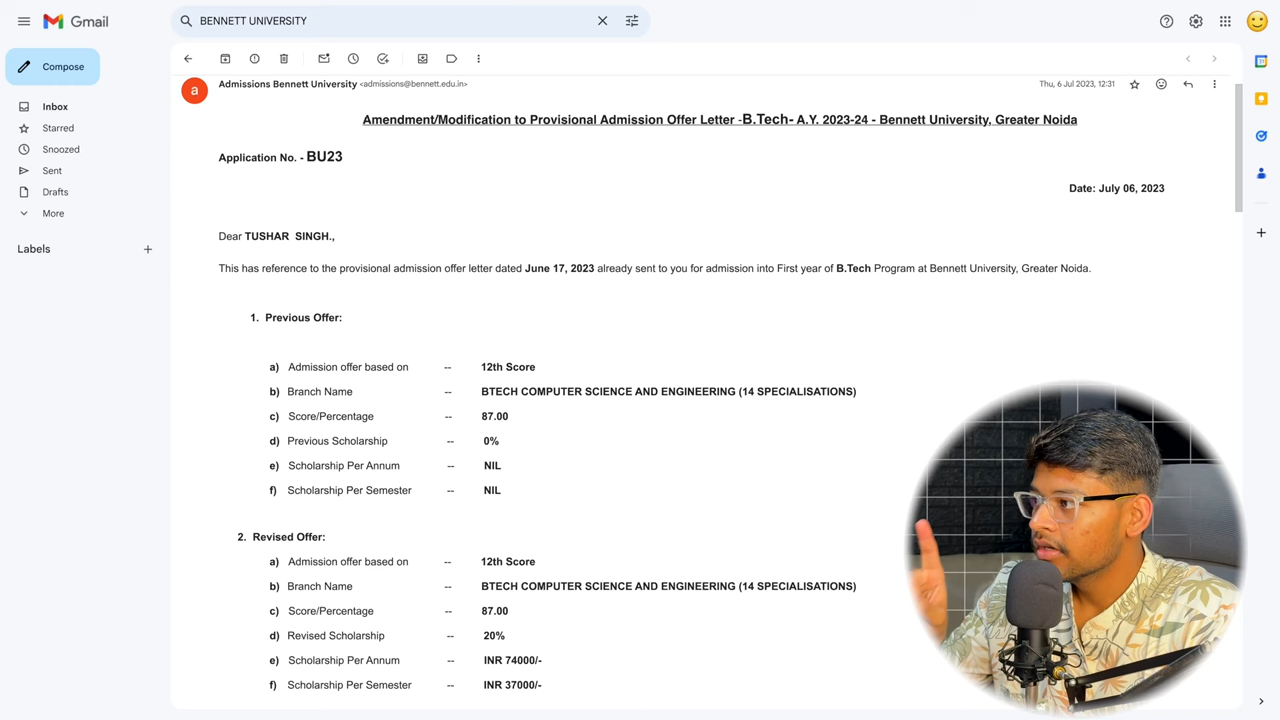 Gmail
BENNETT UNIVERSITY
Compose
Inbox
Starred
Snoozed
Sent
Drafts
More
Labels
a
Admissions Bennett University <admissions@bennett.edu.in>
Thu, 6 Jul 2023, 12:31
Amendment/Modification to Provisional Admission Offer Letter -B.Tech- A.Y. 2023-24 - Bennett University, Greater Noida
Application No. - BU23
Date: July 06, 2023
Dear TUSHAR SINGH.,
This has reference to the provisional admission offer letter dated June 17, 2023 already sent to you for admission into First year of B.Tech Program at Bennett University, Greater Noida.
1. Previous Offer:
a) Admission offer based on -- 12th Score
b) Branch Name -- BTECH COMPUTER SCIENCE AND ENGINEERING (14 SPECIALISATIONS)
c) Score/Percentage -- 87.00
d) Previous Scholarship -- 0%
e) Scholarship Per Annum -- NIL
f) Scholarship Per Semester -- NIL
2. Revised Offer:
a) Admission offer based on -- 12th Score
b) Branch Name -- BTECH COMPUTER SCIENCE AND ENGINEERING (14 SPECIALISATIONS)
c) Score/Percentage -- 87.00
d) Revised Scholarship -- 20%
e) Scholarship Per Annum -- INR 74000/-
f) Scholarship Per Semester -- INR 37000/-